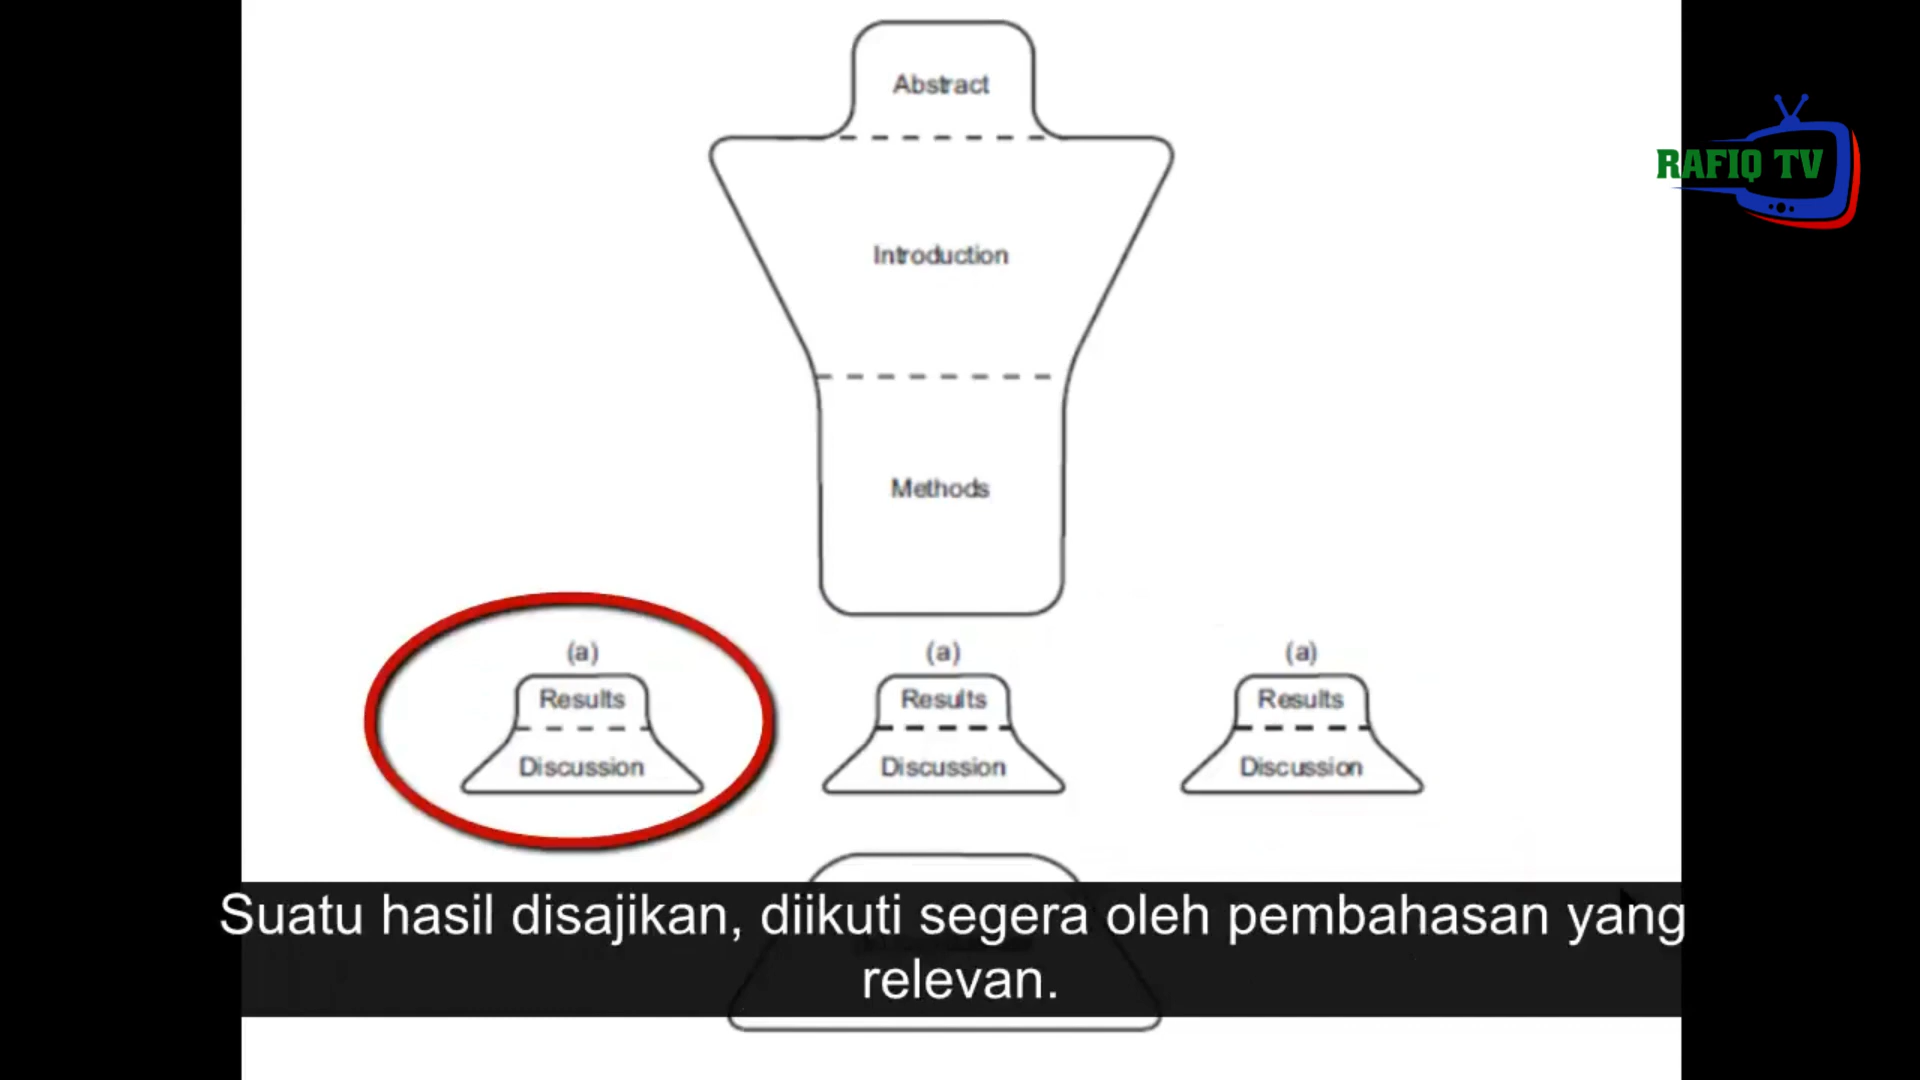 Abstract
RAFIQ TV
Introduction
Methods
(a) (a) (a)
Results Results Results
Discussion Discussion Discussion
Suatu hasil disajikan, diikuti segera oleh pembahasan yang
relevan.